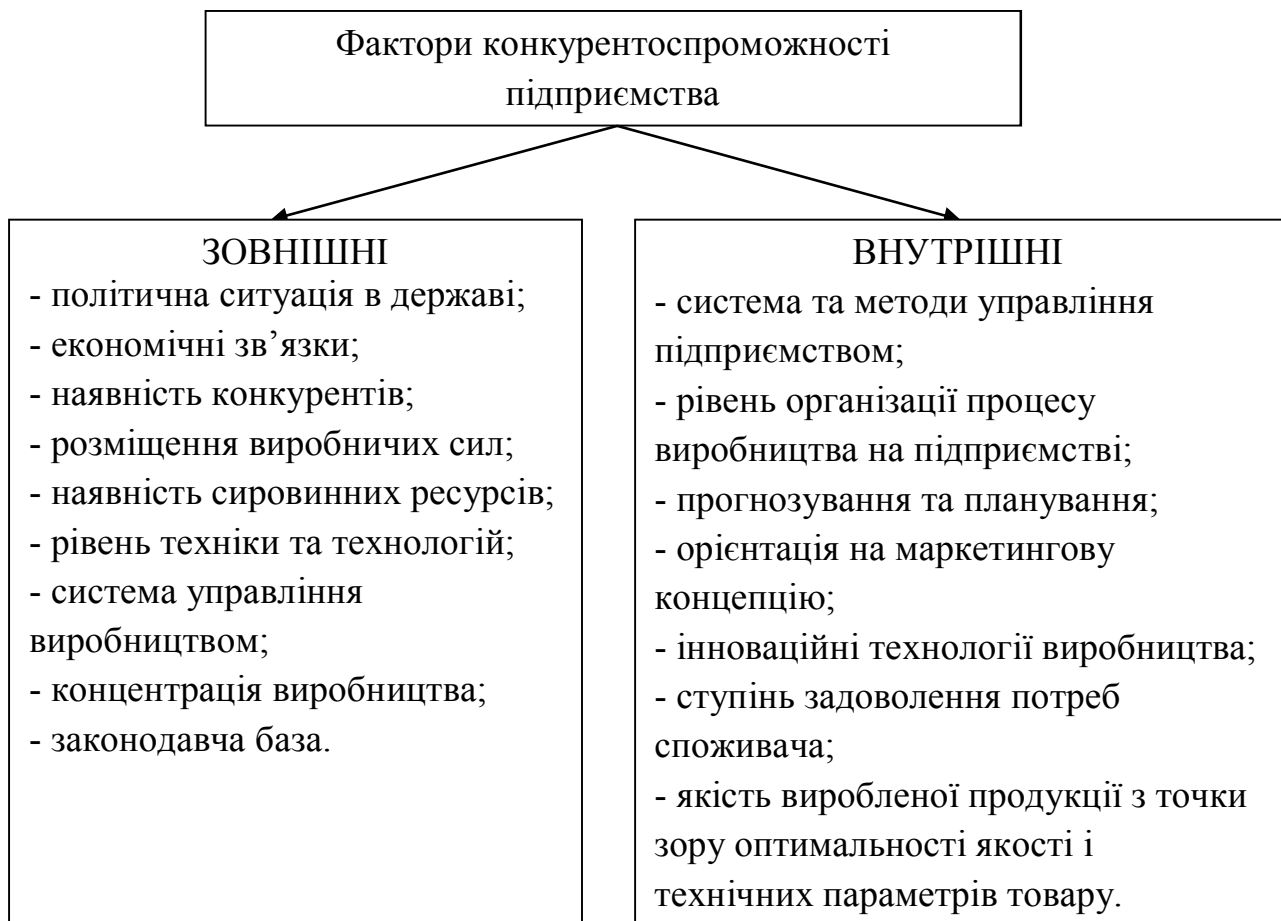 Фактори конкурентоспроможності
підприємства
ЗОВНІШНІ
- політична ситуація в державі;
- економічні зв’язки;
- наявність конкурентів;
- розміщення виробничих сил;
- наявність сировинних ресурсів;
- рівень техніки та технологій;
- система управління
виробництвом;
- концентрація виробництва;
- законодавча база.
ВНУТРІШНІ
- система та методи управління
підприємством;
- рівень організації процесу
виробництва на підприємстві;
- прогнозування та планування;
- орієнтація на маркетингову
концепцію;
- інноваційні технології виробництва;
- ступінь задоволення потреб
споживача;
- якість виробленої продукції з точки
зору оптимальності якості і
технічних параметрів товару.